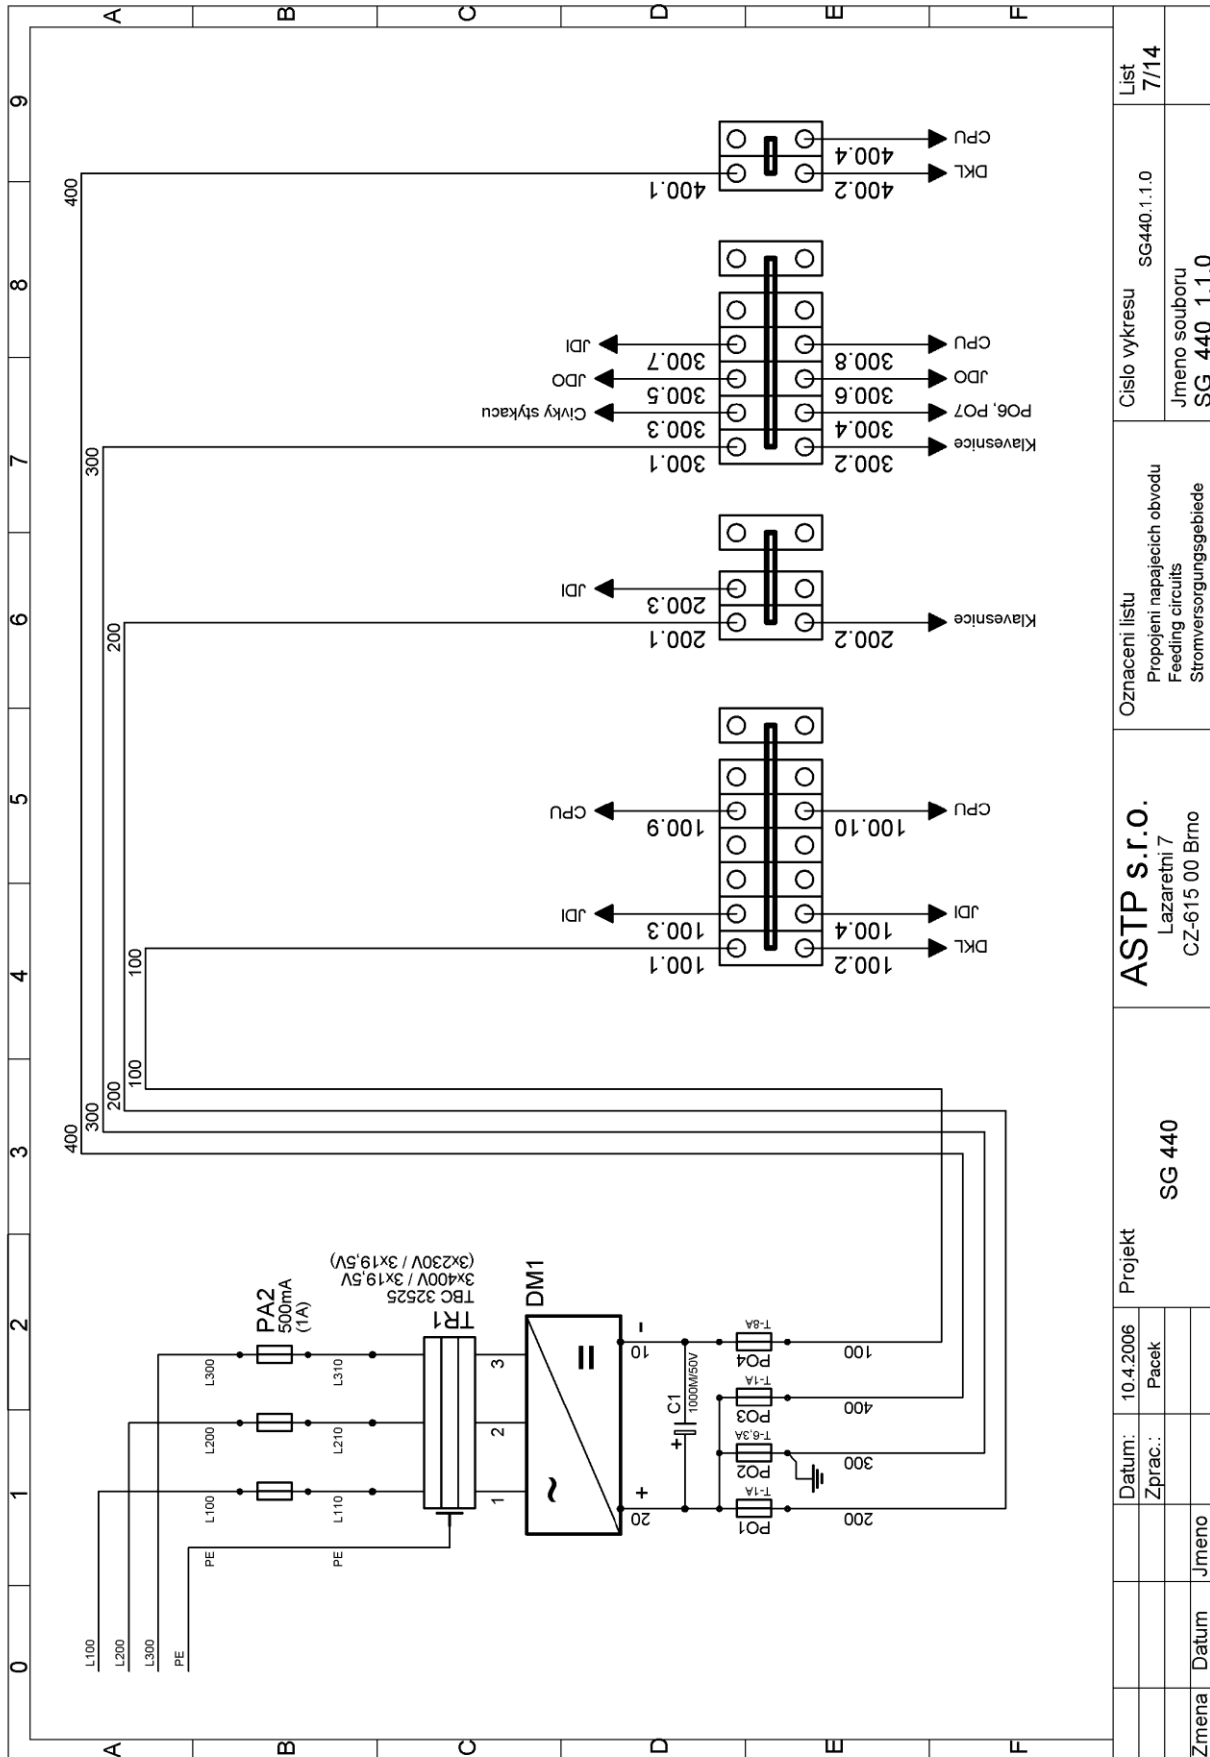 0 1 2 3 4 5 6 7 8 9
A
B
C
D
E
F
A
B
C
D
E
F
L100
L200
L300
PE
L100
L200
L300
PE
PA2
500mA
(1A)
L110
L210
L310
PE
TR1
TBC 32525
3x400V / 3x19,5V
(3x230V / 3x19,5V)
1 2 3
DM1
~
=
+
20
-
10
C1
+
1000M/50V
PO1
T-1A
PO2
T-6,3A
PO3
T-1A
PO4
T-8A
200
300
400
100
400
300
200
100
100
200
300
400
100.1
100.3
100.9
JDI
CPU
100.2
100.4
100.10
DKL
JDI
CPU
200.1
200.3
JDI
200.2
Klavesnice
300.1
300.3
300.5
300.7
Civky stykacu
JDO
JDI
300.2
300.4
300.6
300.8
Klavesnice
PO6, PO7
JDO
CPU
400.1
400.2
400.4
DKL
CPU
Zmena
Datum
Jmeno
Datum:
10.4.2006
Zprac.:
Pacek
Projekt
SG 440
ASTP s.r.o.
Lazaretni 7
CZ-615 00 Brno
Oznaceni listu
Propojeni napajecich obvodu
Feeding circuits
Stromversorgungsgebiede
Cislo vykresu
SG440.1.1.0
Jmeno souboru
SG_440_1.1.0
List
7/14